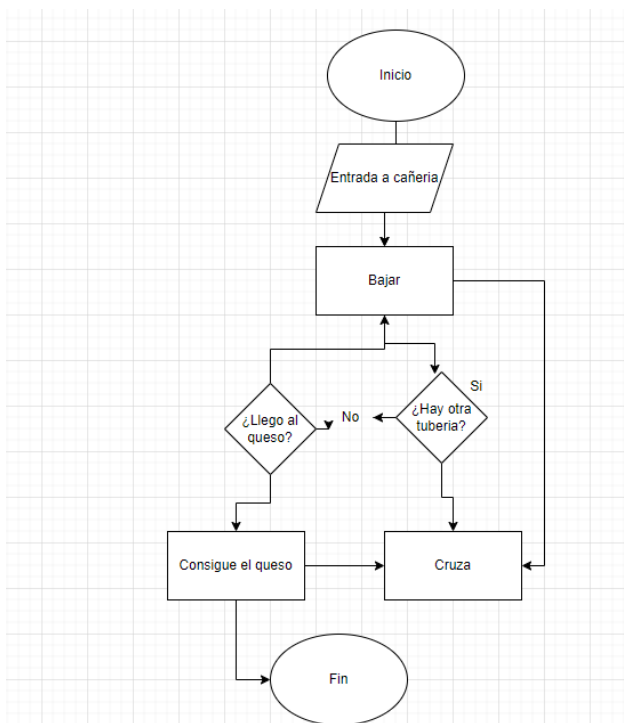 Inicio
Entrada a cañeria
Bajar
Si
¿Llego al
queso?
No
¿Hay otra
tuberia?
Consigue el queso
Cruza
Fin